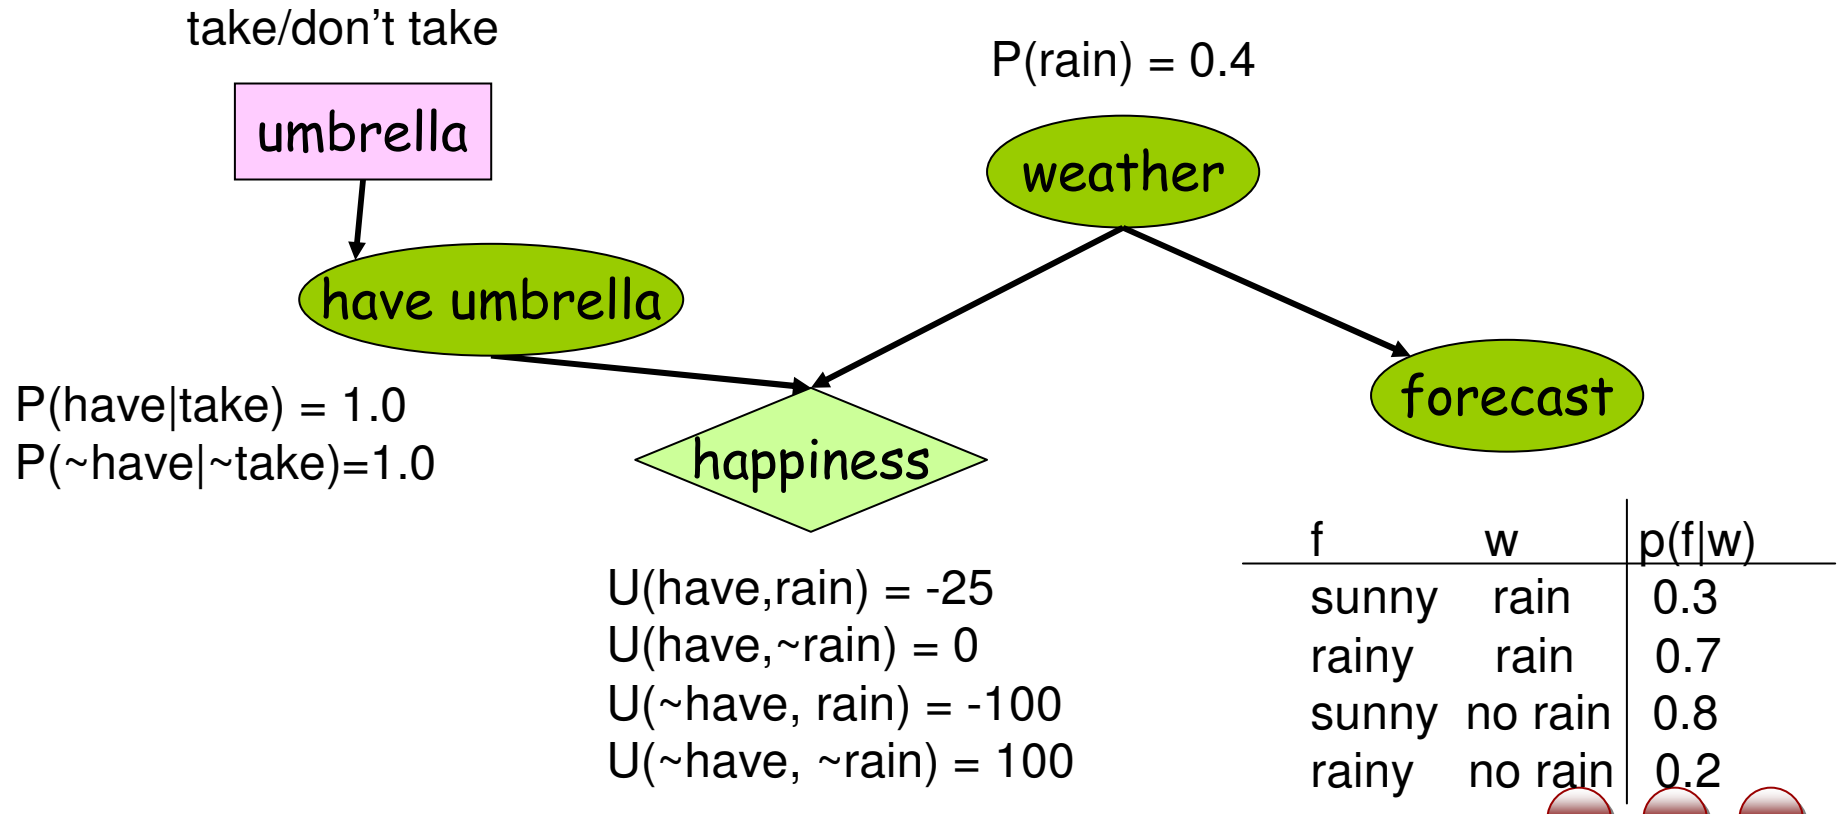 take/don't take
P(rain) = 0.4
umbrella
weather
have umbrella
P(have|take) = 1.0
P(~have|~take)=1.0
happiness
forecast
U(have,rain) = -25
U(have,~rain) = 0
U(~have, rain) = -100
U(~have, ~rain) = 100
f w p(f|w)
sunny rain 0.3
rainy rain 0.7
sunny no rain 0.8
rainy no rain 0.2